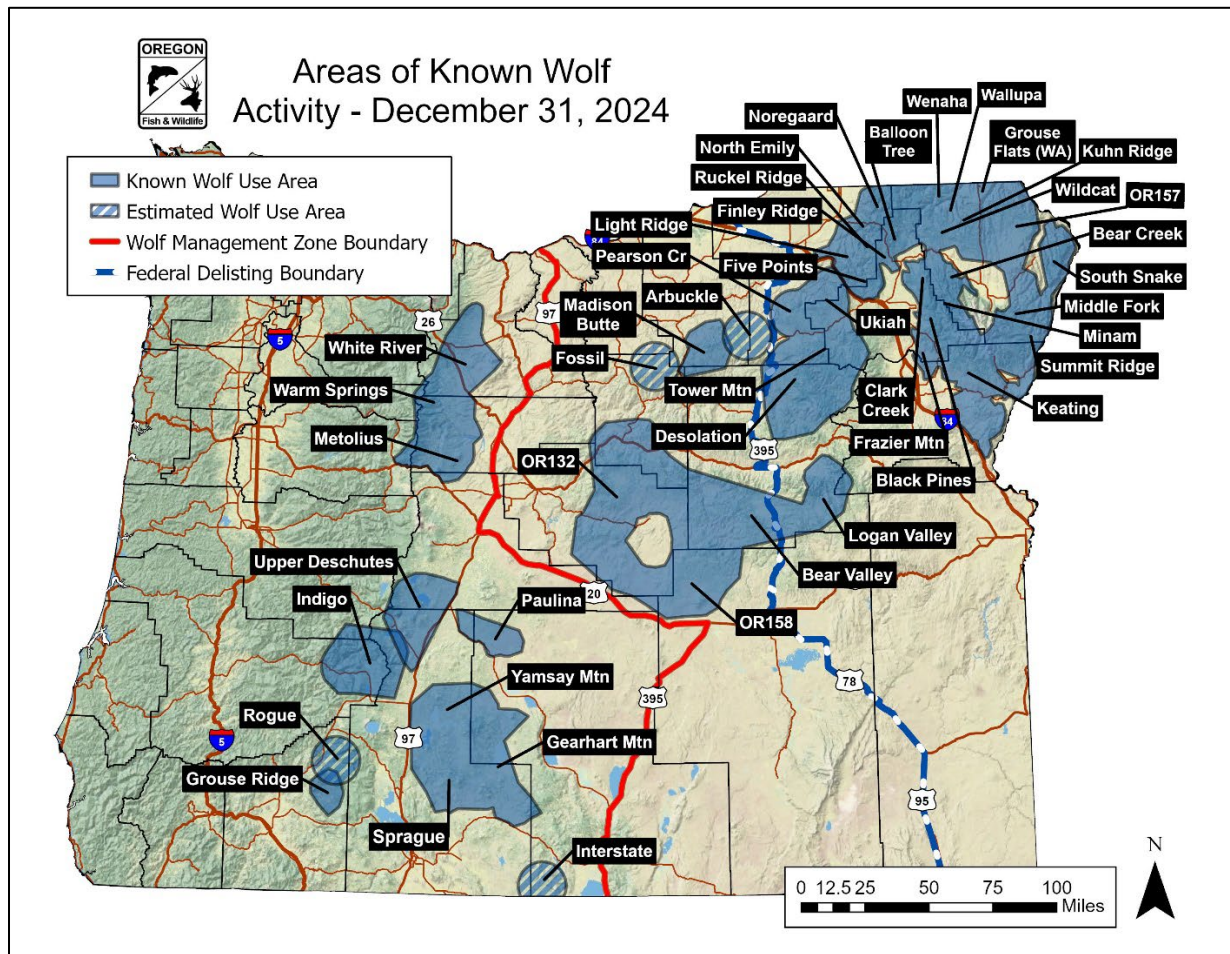 OREGON
Fish & Wildlife
Areas of Known Wolf
Activity - December 31, 2024
Known Wolf Use Area
Estimated Wolf Use Area
Wolf Management Zone Boundary
Federal Delisting Boundary
Wenaha
Wallupa
Noregaard
Balloon
Tree
Grouse
Flats (WA)
Kuhn Ridge
North Emily
Ruckel Ridge
Wildcat
OR157
Finley Ridge
Light Ridge
Bear Creek
Pearson Cr
Five Points
South Snake
Arbuckle
Madison
Butte
Middle Fork
Ukiah
Minam
Fossil
Summit Ridge
Tower Mtn
Clark
Creek
Keating
Desolation
Frazier Mtn
Black Pines
White River
Warm Springs
Metolius
OR132
Logan Valley
Bear Valley
Upper Deschutes
Indigo
Paulina
OR158
Yamsay Mtn
Rogue
Gearhart Mtn
Grouse Ridge
Sprague
Interstate
84
97
26
5
84
395
20
78
395
97
5
95
N
0 12.5 25 50 75 100
Miles